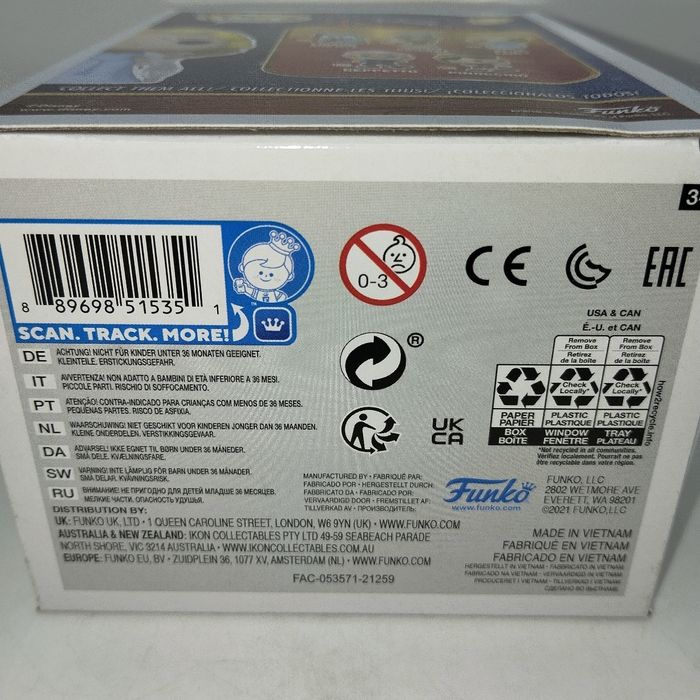 GEPPETTO
COLLECT THEM ALL! / COLLECTIONNE-LES TOUS! / ¡COLECCIÓNALOS TODOS!
©Disney
www.disney.com
Funko
3+
8 89698 51535 1
SCAN. TRACK. MORE!
0-3
®
CE
EAC
USA & CAN
É.-U. et CAN
Remove From Box
Retirez de la boîte
Remove From Box
Retirez de la boîte
Check Locally*
Check Locally*
PAPER
PAPIER
PLASTIC
PLASTIQUE
PLASTIC
PLASTIQUE
BOX
BOÎTE
WINDOW
FENÊTRE
TRAY
PLATEAU
*Not recycled in all communities.
Vérifiez localement. Pourrait ne pas
être recyclable dans votre région.
how2recycle.info
UK
CA
DE ACHTUNG! NICHT FÜR KINDER UNTER 36 MONATEN GEEIGNET.
KLEINTEILE. ERSTICKUNGSGEFAHR.
IT AVVERTENZA! NON ADATTO A BAMBINI DI ETÀ INFERIORE A 36 MESI.
PICCOLE PARTI. RISCHIO DI SOFFOCAMENTO.
PT ATENÇÃO! CONTRA-INDICADO PARA CRIANÇAS COM MENOS DE 36 MESES.
PEQUENAS PARTES. RISCO DE ASFIXIA.
NL WAARSCHUWING! NIET GESCHIKT VOOR KINDEREN JONGER DAN 36 MAANDEN.
KLEINE ONDERDELEN. VERSTIKKINGSGEVAAR.
DA ADVARSEL! IKKE EGNET TIL BØRN UNDER 36 MÅNEDER.
SMÅ DELE. KVÆLNINGSFARE.
SW VARNING! INTE LÄMPLIG FÖR BARN UNDER 36 MÅNADER.
SMÅ DELAR. KVÄVNINGSRISK.
RU ВНИМАНИЕ! НЕ ПРИГОДНО ДЛЯ ДЕТЕЙ МЛАДШЕ 36 МЕСЯЦЕВ.
МЕЛКИЕ ЧАСТИ. ОПАСНОСТЬ УДУШЬЯ.
MANUFACTURED BY • FABRIQUÉ PAR •
FABRICADO POR • HERGESTELLT DURCH:
FABBRICATO DA • FABRICADO POR •
VERVAARDIGD DOOR • FREMSTILLET AF •
TILLVERKAD AV • ПРОИЗВОДИТЕЛЬ:
Funko
www.funko.com
FUNKO, LLC
2802 WETMORE AVE
EVERETT, WA 98201
©2021 FUNKO, LLC
DISTRIBUTION BY:
UK: FUNKO UK, LTD • 1 QUEEN CAROLINE STREET, LONDON, W6 9YN (UK) • WWW.FUNKO.COM
AUSTRALIA & NEW ZEALAND: IKON COLLECTABLES PTY LTD 49-59 SEABEACH PARADE
NORTH SHORE, VIC 3214 AUSTRALIA • WWW.IKONCOLLECTABLES.COM.AU
EUROPE: FUNKO EU, BV • ZUIDPLEIN 36, 1077 XV, AMSTERDAM (NL) • WWW.FUNKO.COM
FAC-053571-21259
MADE IN VIETNAM
FABRIQUÉ EN VIETNAM
FABRICADO EN VIETNAM
HERGESTELLT IN VIETNAM • FABBRICATO IN VIETNAM
FABRICADO NA VIETNAM • VERVAARDIGD IN VIETNAM
PRODUCERET I VIETNAM • TILLVERKAD I VIETNAM
СДЕЛАНО ВО ВЬЕТНАМЕ